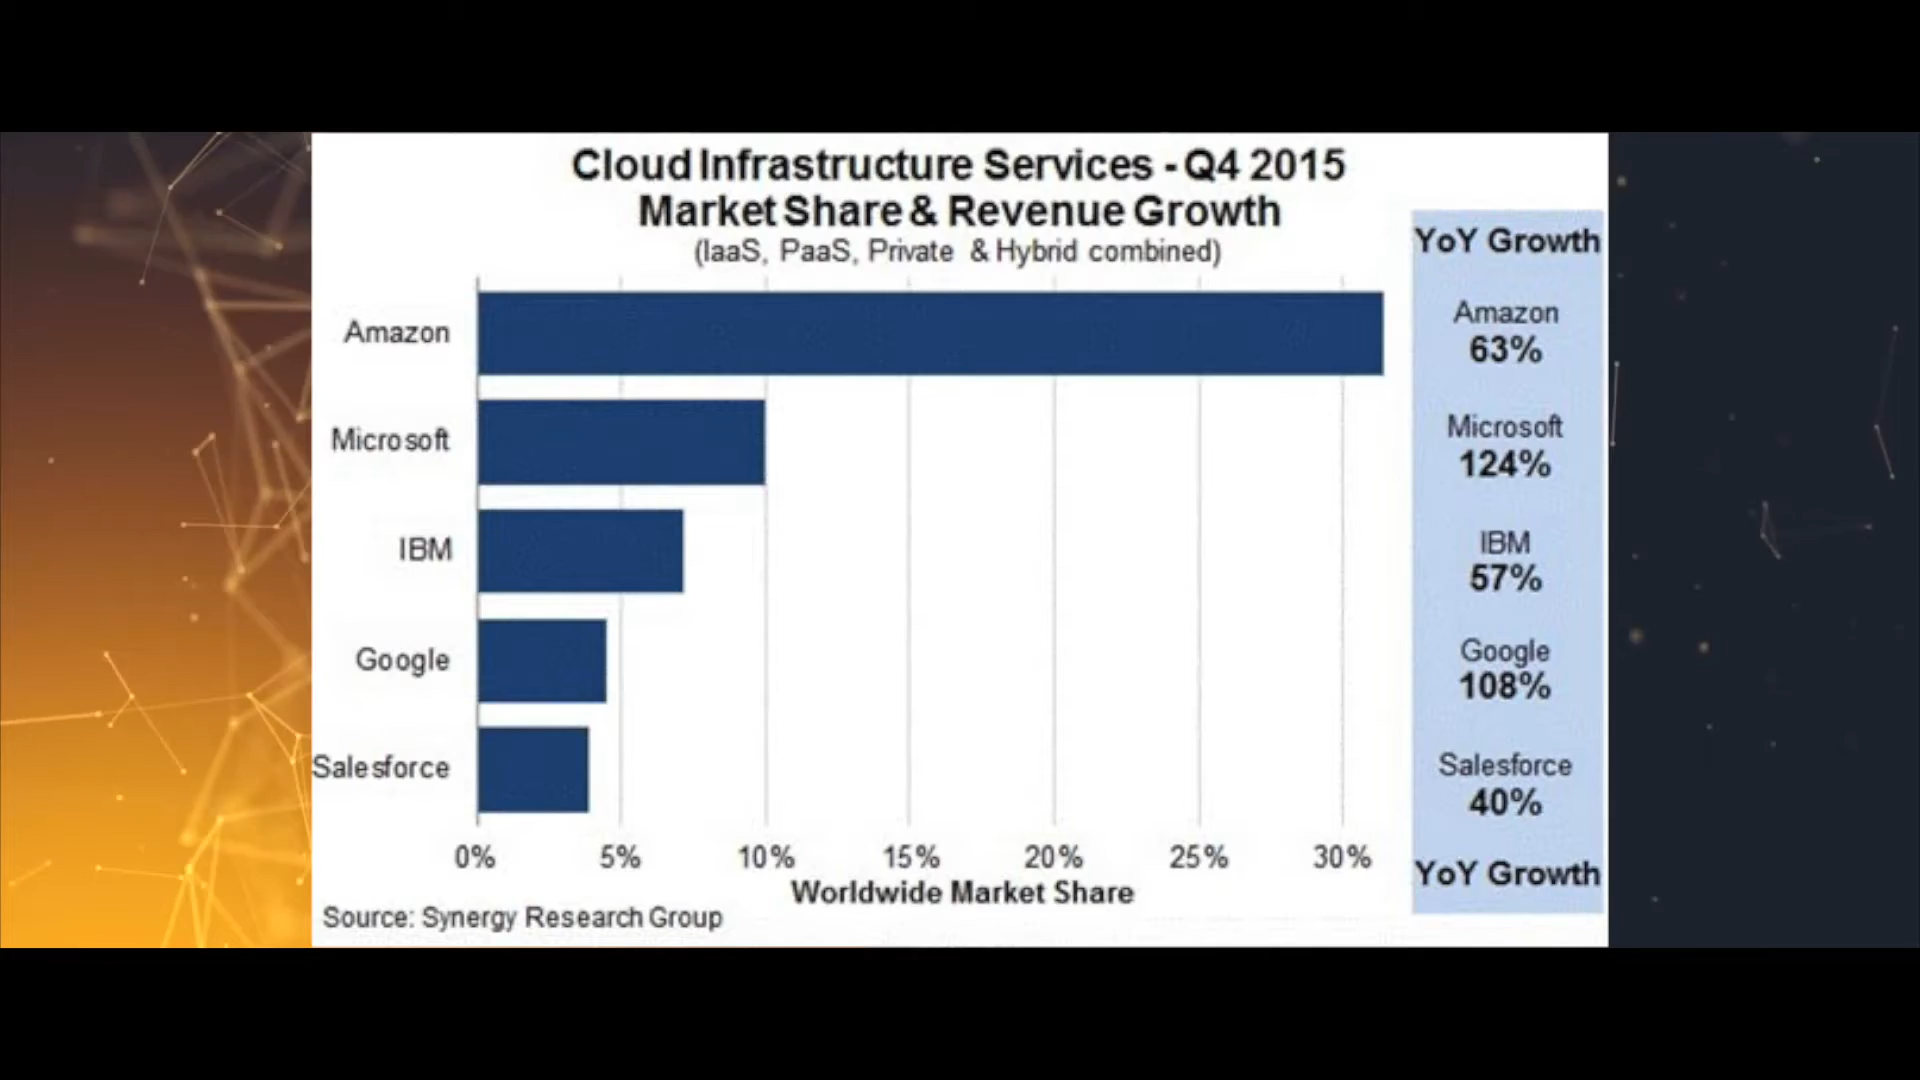 Cloud Infrastructure Services - Q4 2015
Market Share & Revenue Growth
(IaaS, PaaS, Private & Hybrid combined)
Amazon
Microsoft
IBM
Google
Salesforce
0% 5% 10% 15% 20% 25% 30%
Worldwide Market Share
Source: Synergy Research Group
YoY Growth
Amazon
63%
Microsoft
124%
IBM
57%
Google
108%
Salesforce
40%
YoY Growth